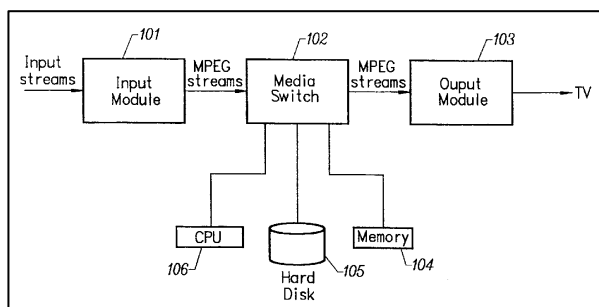 101
102
103
Input
streams
Input
Module
MPEG
streams
Media
Switch
MPEG
streams
Ouput
Module
TV
CPU
106
Hard
Disk
105
Memory
104